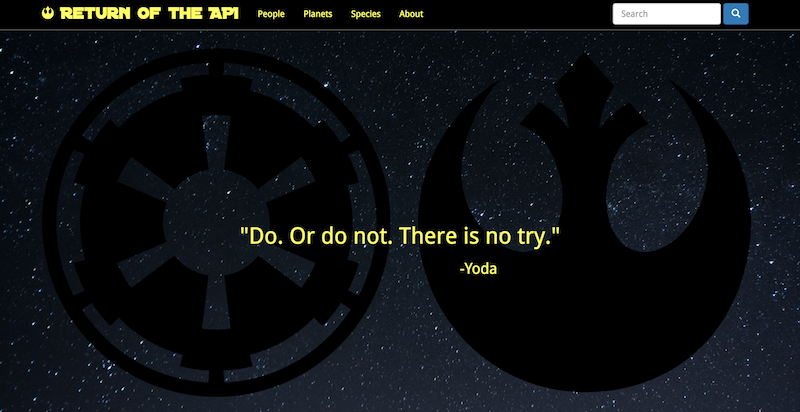 RETURN OF THE API People Planets Species About Search
"Do. Or do not. There is no try."
-Yoda